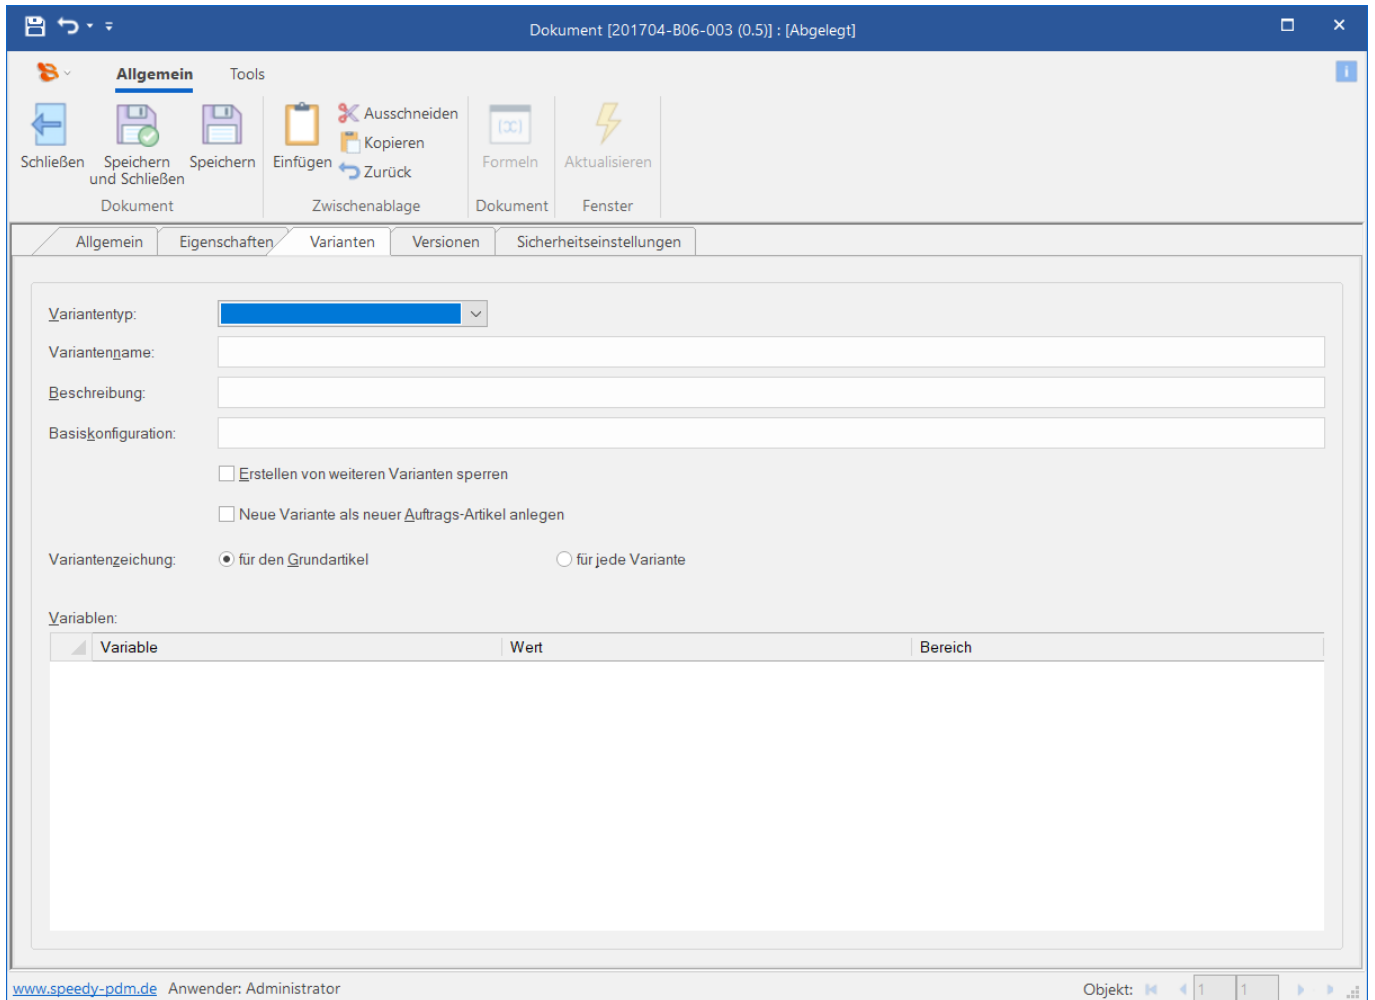 Dokument [201704-B06-003 (0.5)] : [Abgelegt]
Allgemein Tools
i
Schließen Speichern und Schließen Speichern Einfügen Ausschneiden Kopieren Zurück Formeln Aktualisieren
Dokument Zwischenablage Dokument Fenster
Allgemein Eigenschaften Varianten Versionen Sicherheitseinstellungen
Variantentyp:
Variantenname:
Beschreibung:
Basiskonfiguration:
Erstellen von weiteren Varianten sperren
Neue Variante als neuer Auftrags-Artikel anlegen
Variantenzeichung: für den Grundartikel für jede Variante
Variablen:
Variable Wert Bereich
www.speedy-pdm.de Anwender: Administrator Objekt: 1 1